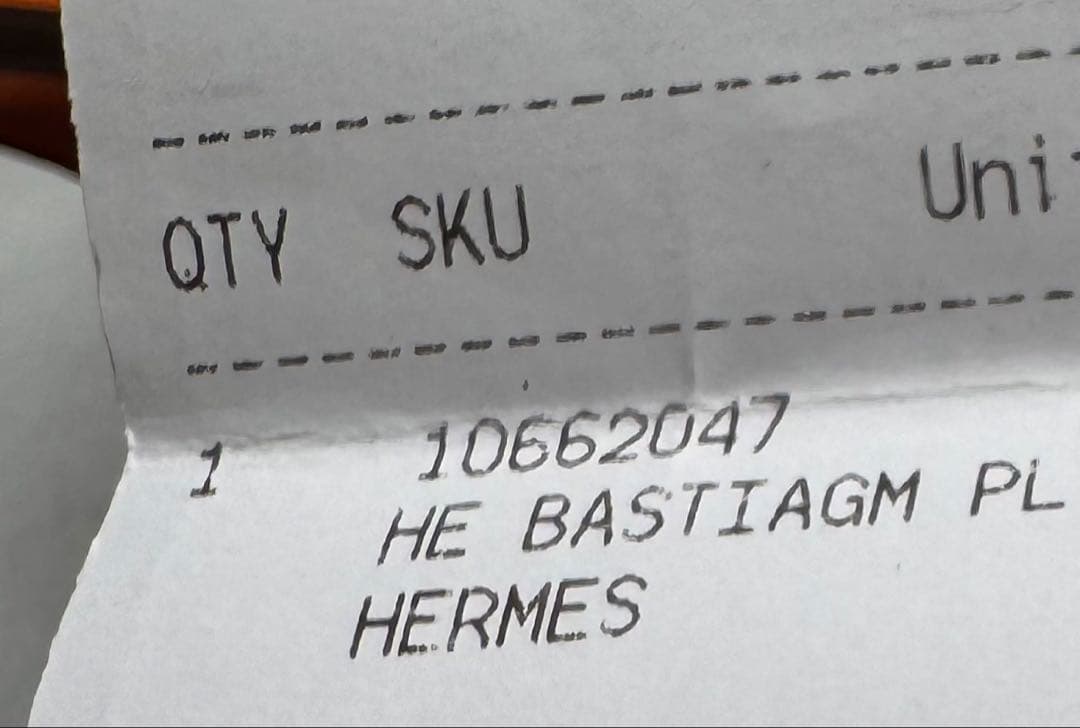 QTY SKU Uni
1 10662047
HE BASTIAGM PL
HERMES